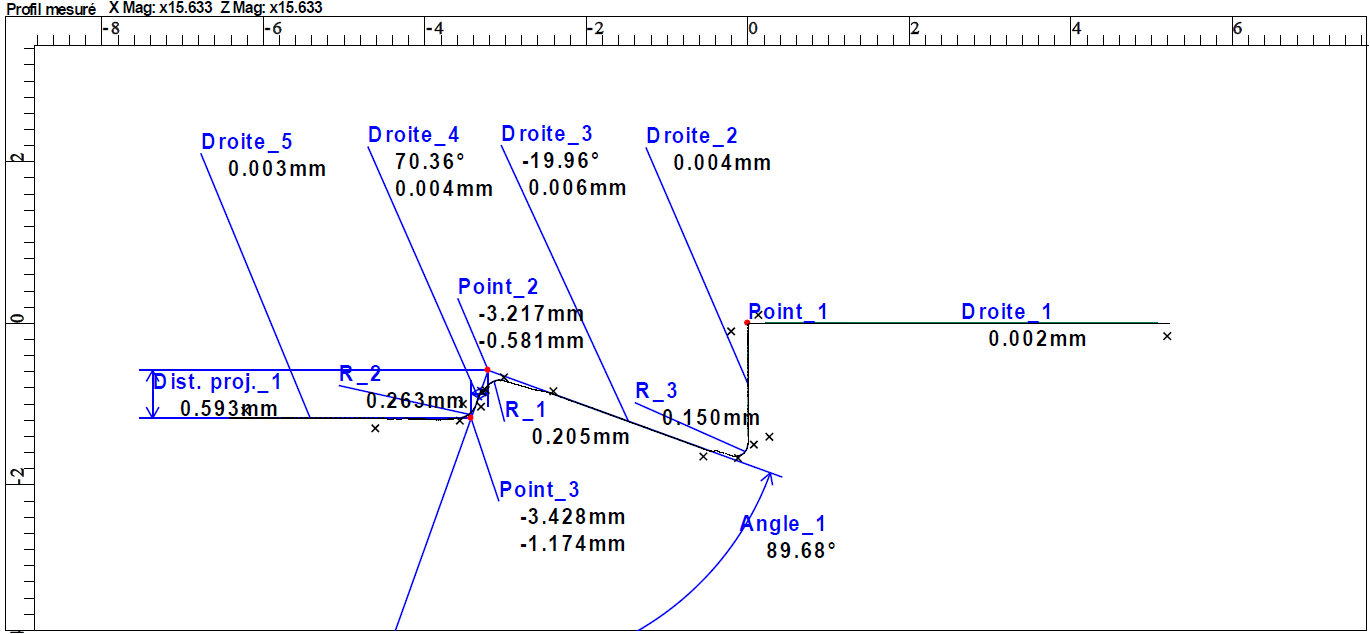 Profil mesuré X Mag: x15.633 Z Mag: x15.633
-8 -6 -4 -2 0 2 4 6
2
0
-2
Droite_5
0.003mm
Droite_4
70.36°
0.004mm
Droite_3
-19.96°
0.006mm
Droite_2
0.004mm
Point_2
-3.217mm
-0.581mm
Point_1
Droite_1
0.002mm
Dist. proj._1
0.593mm
R_2
0.263mm
R_1
0.205mm
R_3
0.150mm
Point_3
-3.428mm
-1.174mm
Angle_1
89.68°